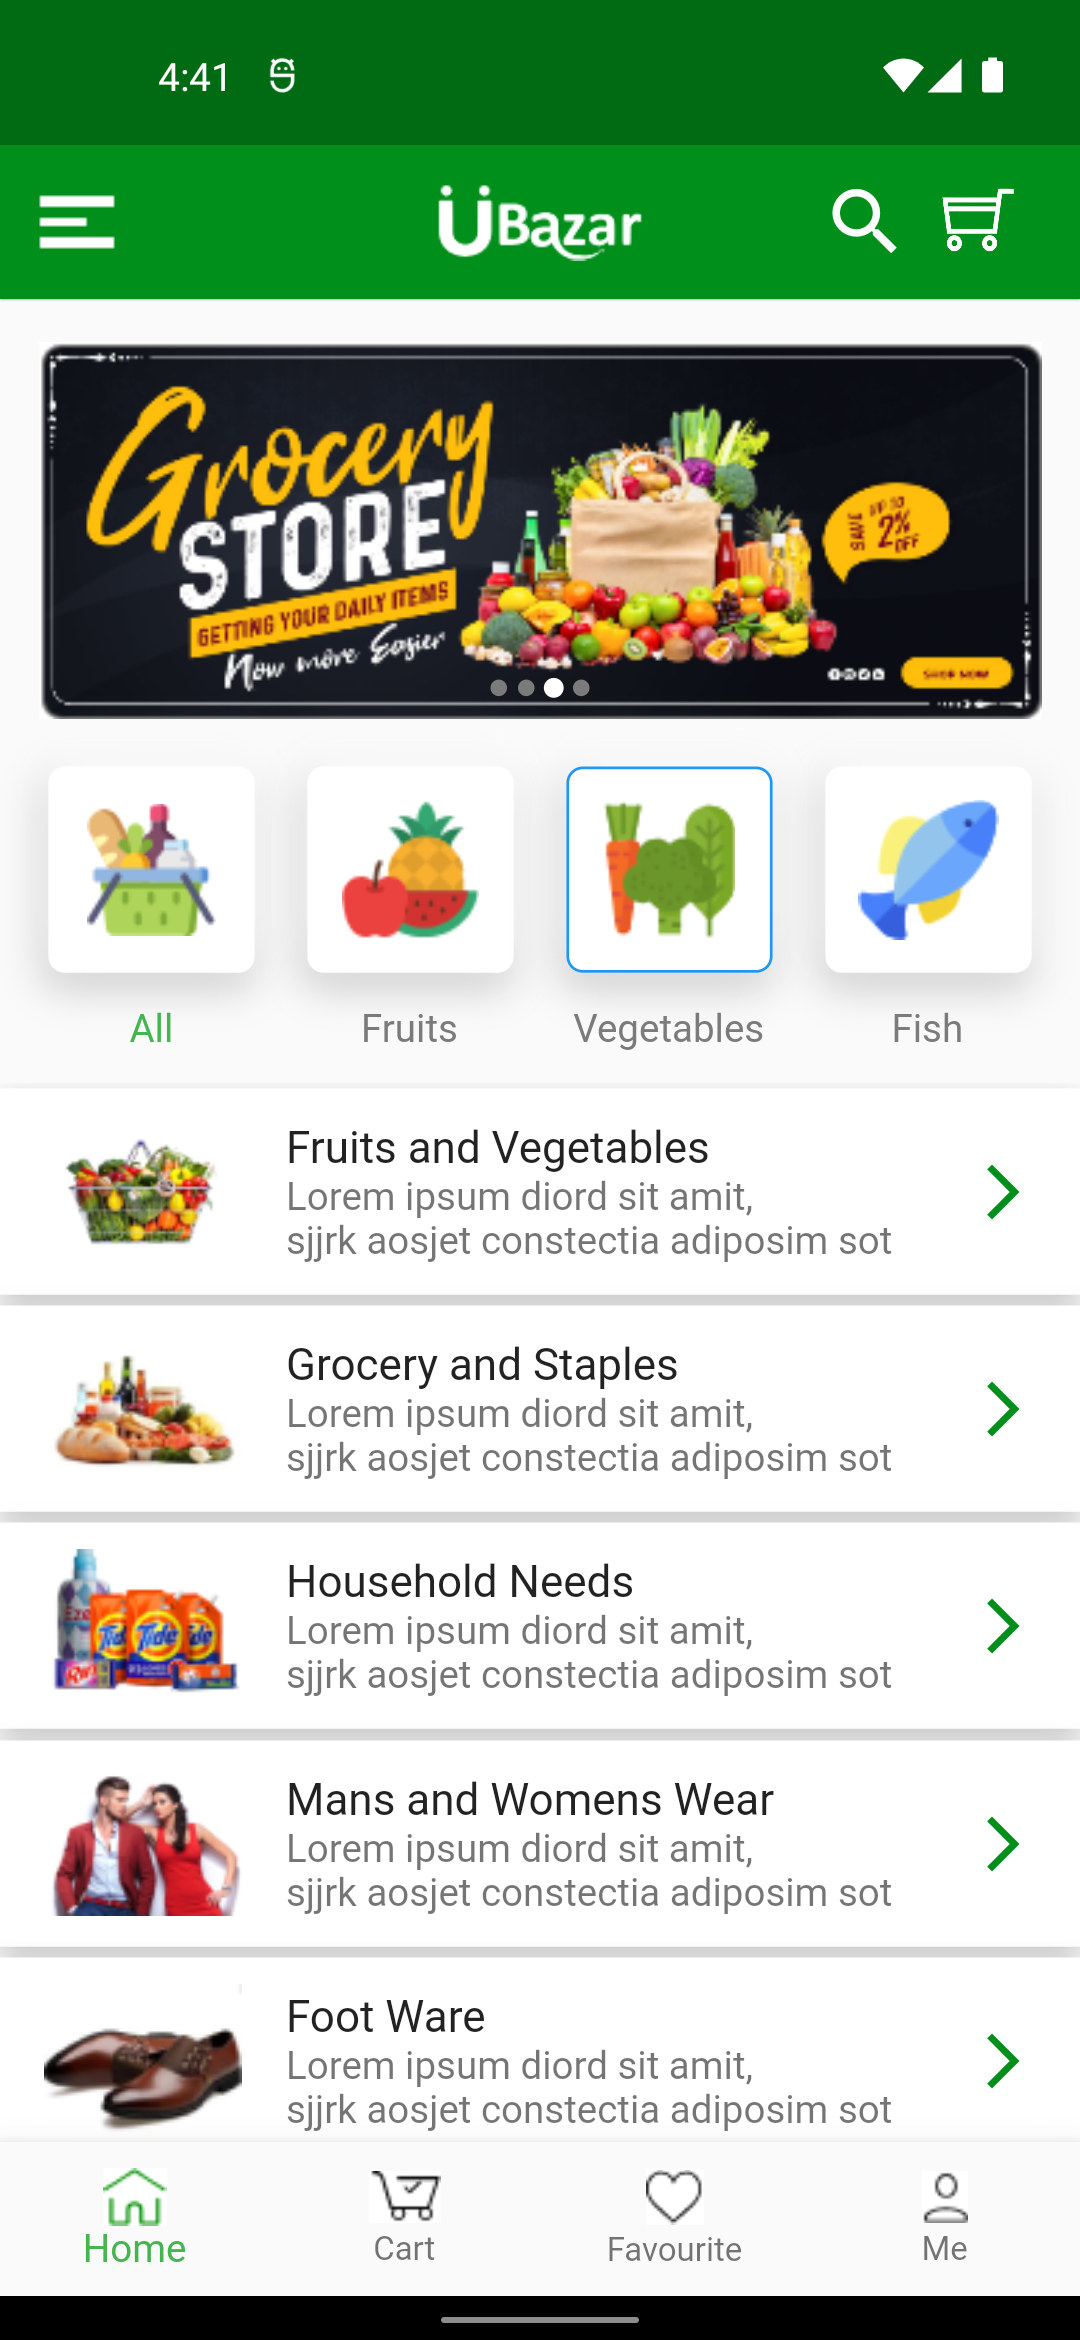 4:41
ÜBazar
Grocery
STORE
GETTING YOUR DAILY ITEMS
Now more Easier
SAVE UP TO 2% OFF
SHOP NOW
All
Fruits
Vegetables
Fish
Fruits and Vegetables
Lorem ipsum diord sit amit,
sjjrk aosjet constectia adiposim sot
Grocery and Staples
Lorem ipsum diord sit amit,
sjjrk aosjet constectia adiposim sot
Household Needs
Lorem ipsum diord sit amit,
sjjrk aosjet constectia adiposim sot
Tide
Mans and Womens Wear
Lorem ipsum diord sit amit,
sjjrk aosjet constectia adiposim sot
Foot Ware
Lorem ipsum diord sit amit,
sjjrk aosjet constectia adiposim sot
Home
Cart
Favourite
Me